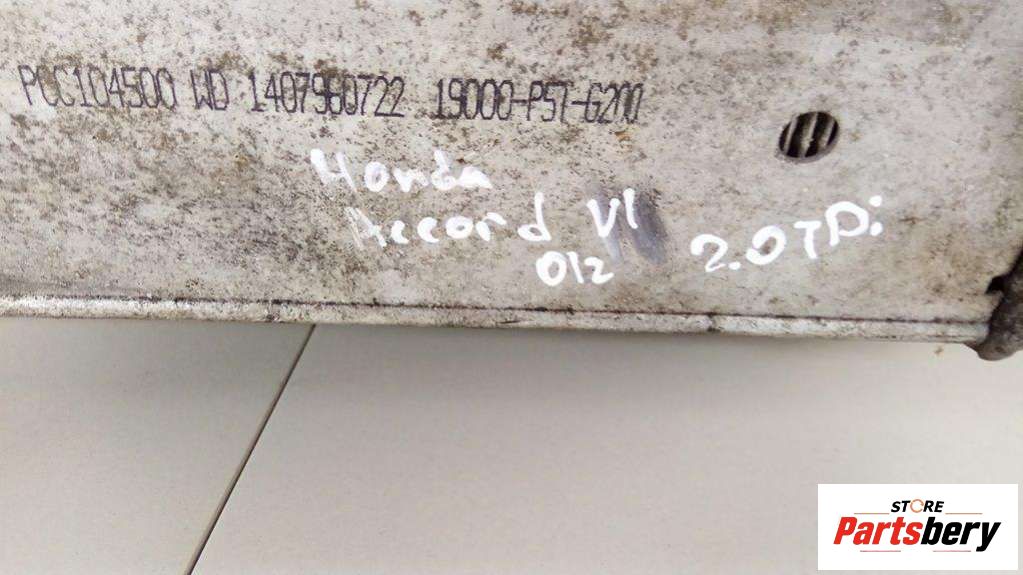 PCC104500 WD 1407960722 19000-P57-G200
Honda
Accord VI 2.0TDi
012
STORE
Partsbery